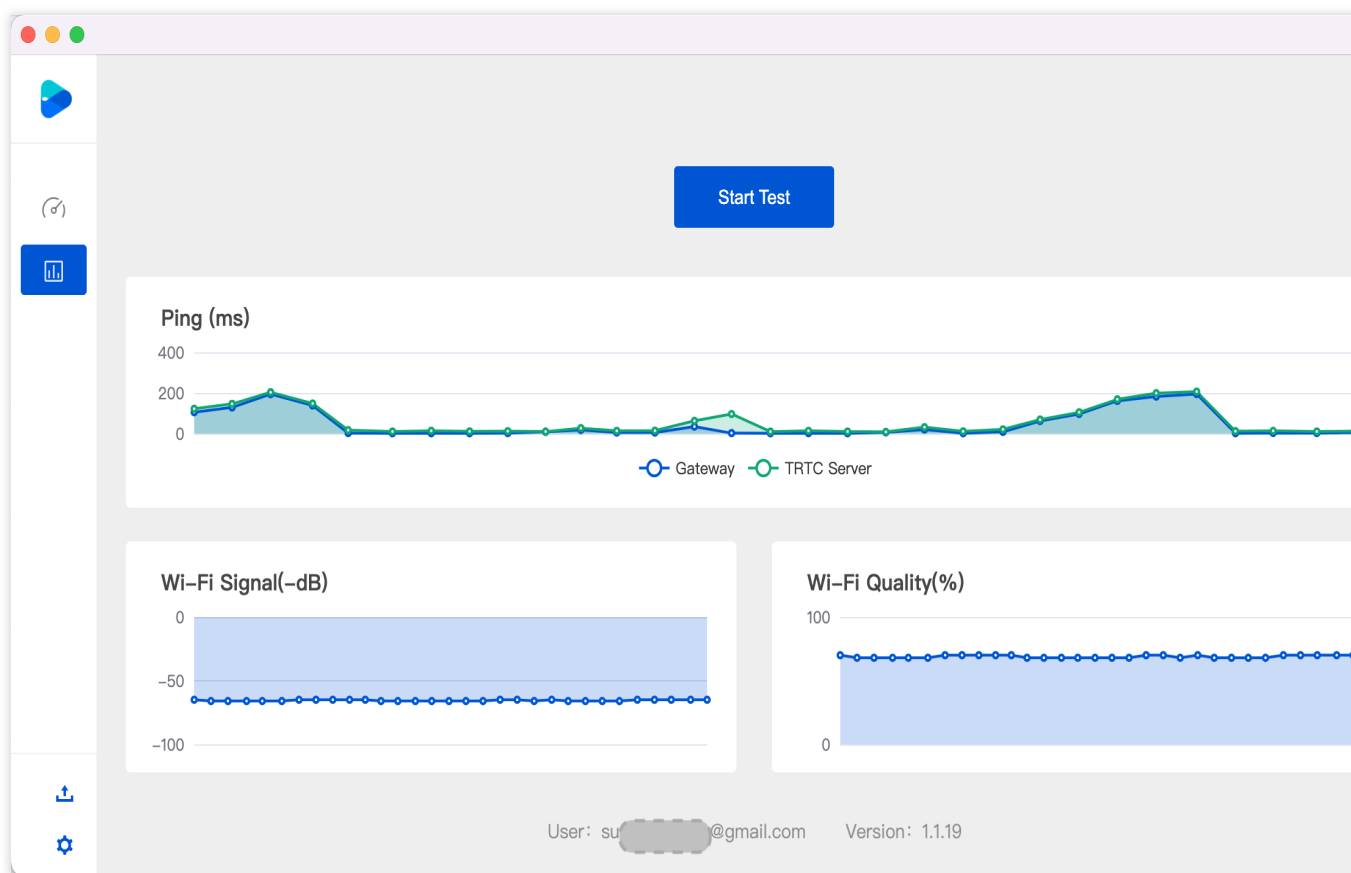 Start Test
Ping (ms)
400
200
0
Gateway
TRTC Server
Wi-Fi Signal(-dB)
0
-50
-100
Wi-Fi Quality(%)
100
0
User: su @gmail.com
Version: 1.1.19